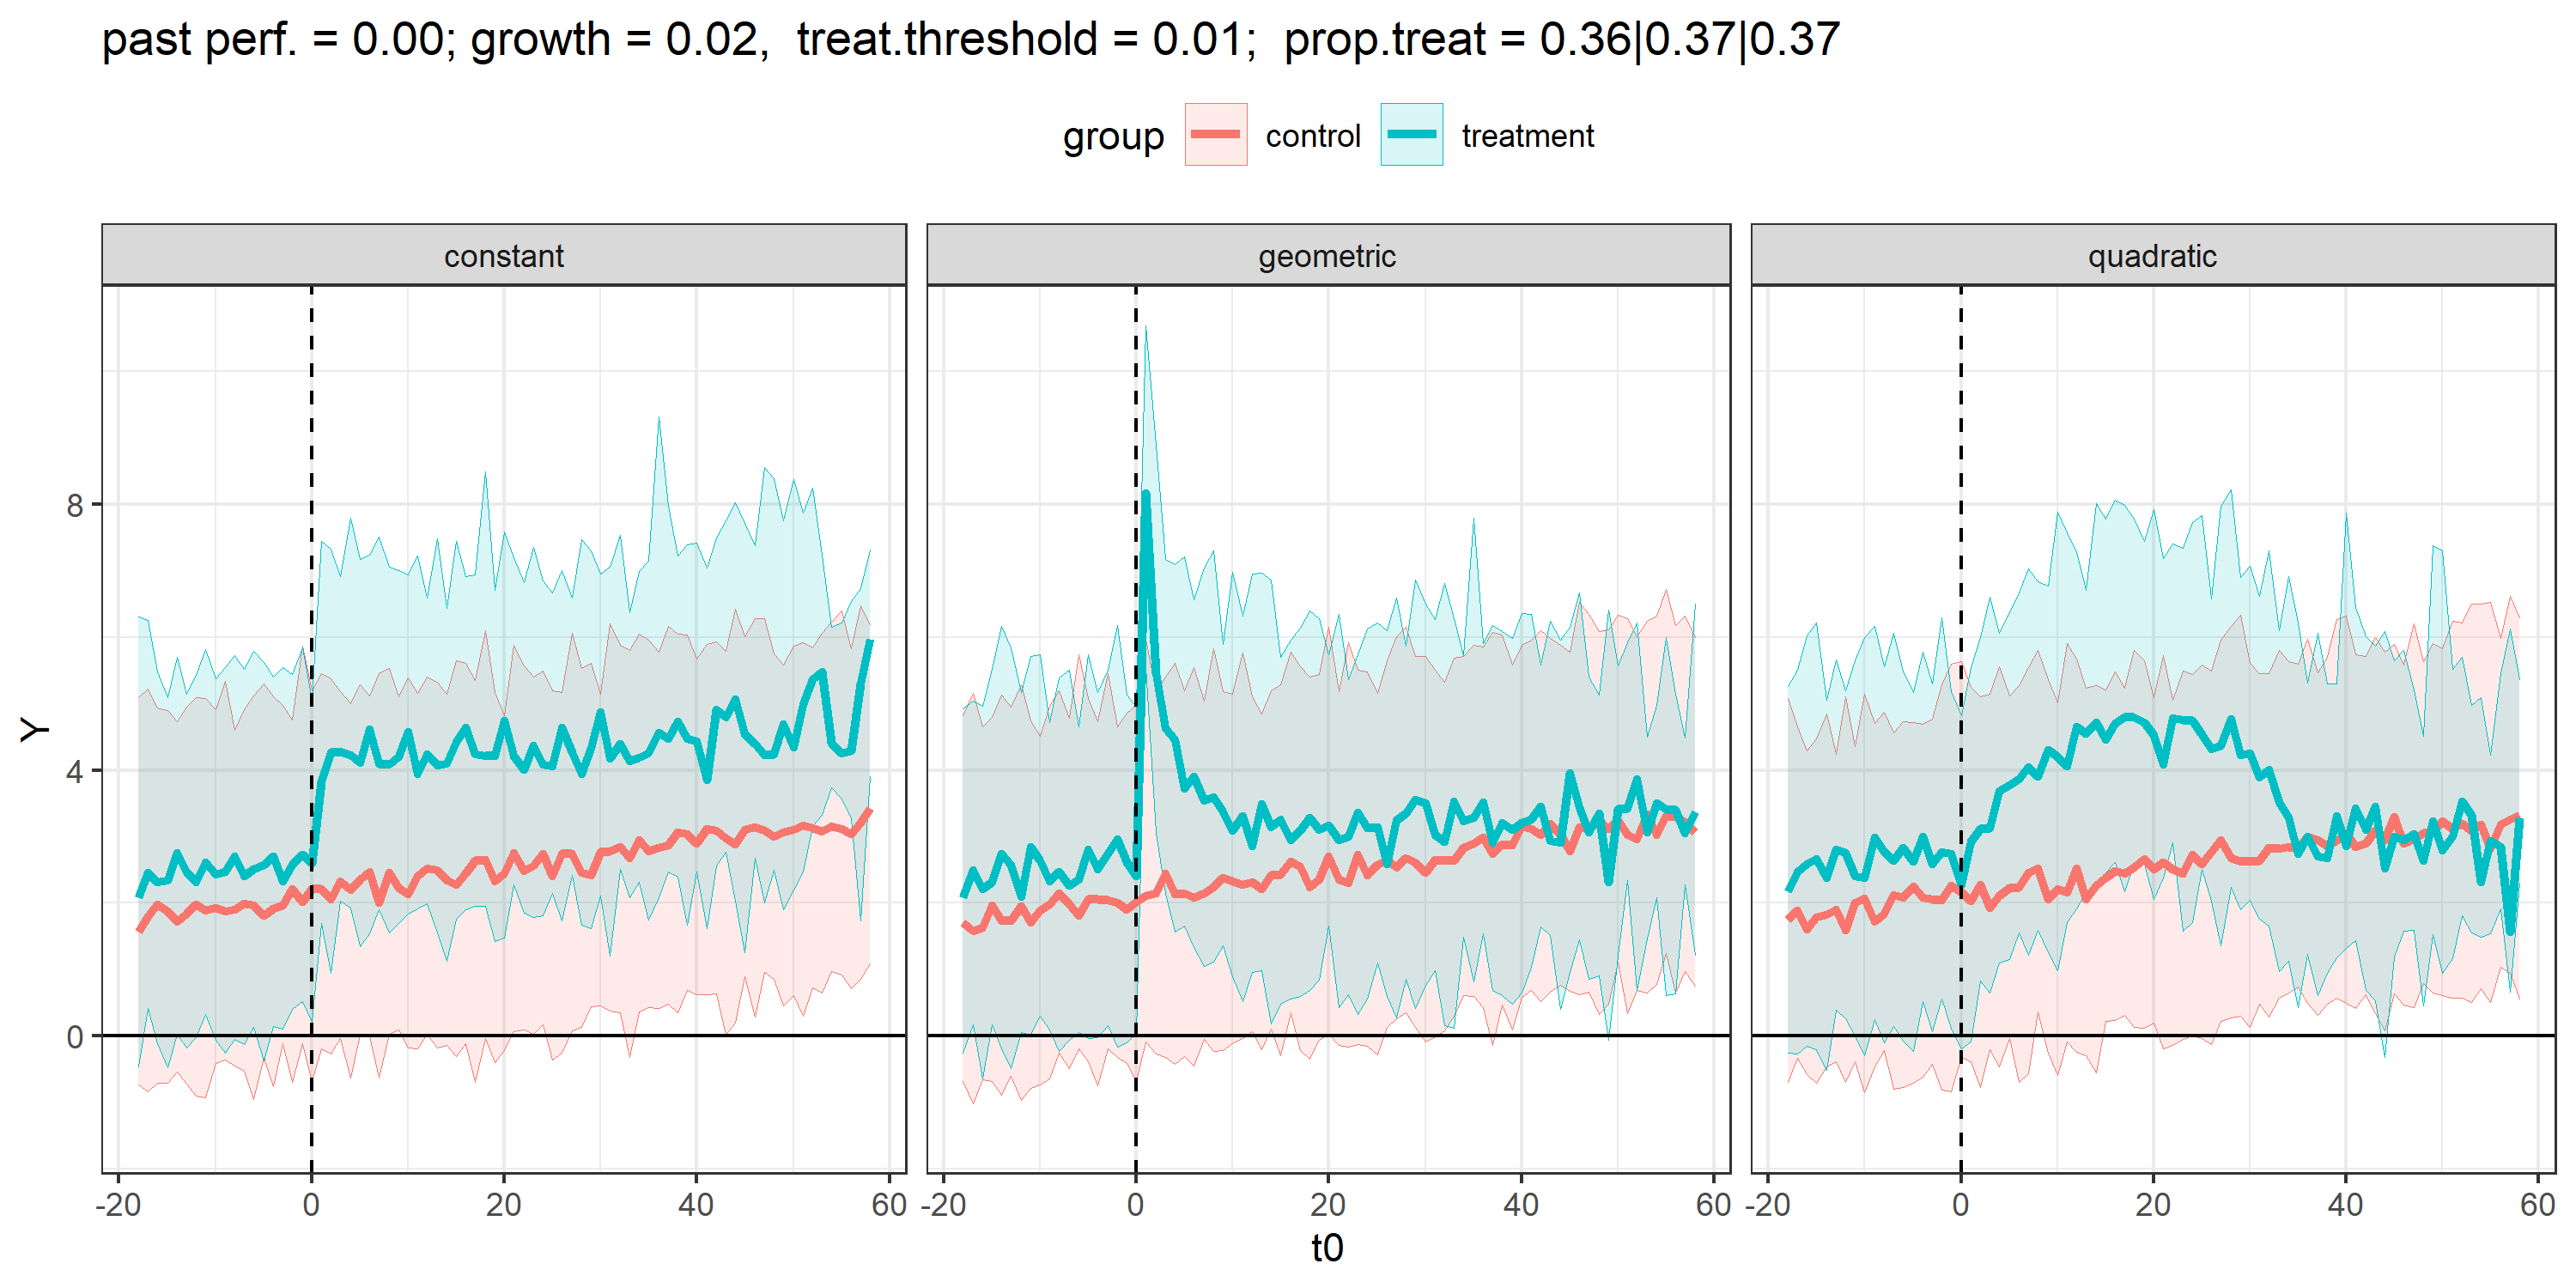 past perf. = 0.00; growth = 0.02,  treat.threshold = 0.01;  prop.treat = 0.36|0.37|0.37
group control treatment
constant geometric quadratic
Y
8
4
0
-20 0 20 40 60 -20 0 20 40 60 -20 0 20 40 60
t0